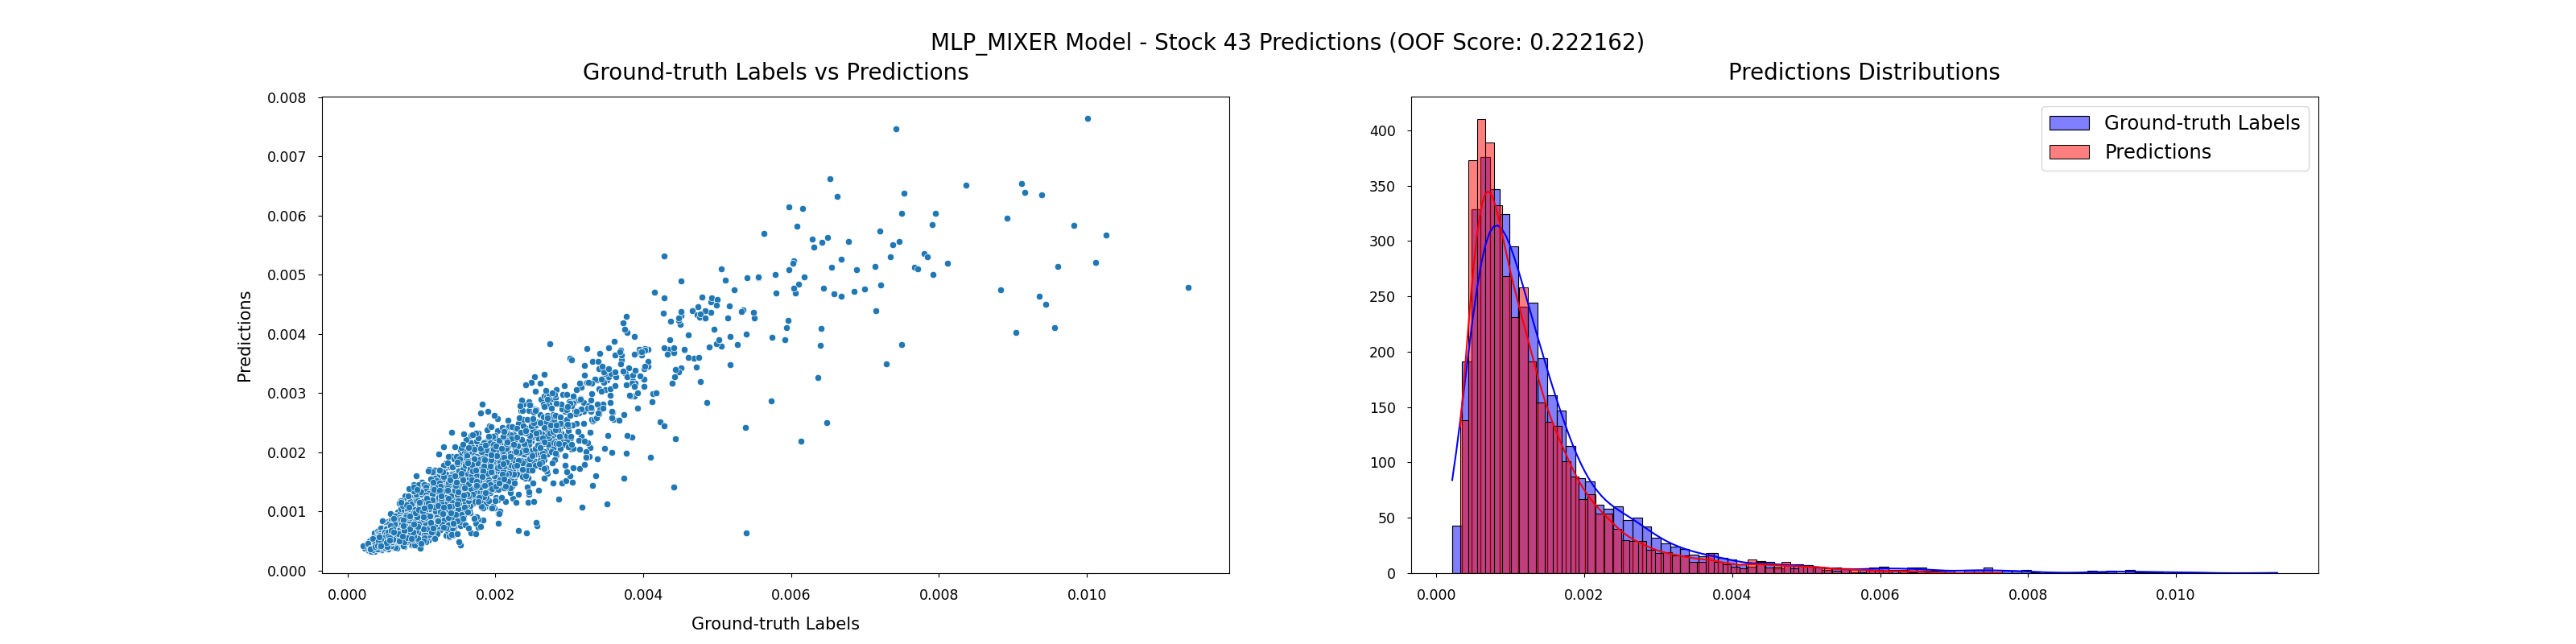 MLP_MIXER Model - Stock 43 Predictions (OOF Score: 0.222162)
Ground-truth Labels vs Predictions
0.008
0.007
0.006
0.005
0.004
0.003
0.002
0.001
0.000
Predictions
0.000 0.002 0.004 0.006 0.008 0.010
Ground-truth Labels
Predictions Distributions
Ground-truth Labels
Predictions
400
350
300
250
200
150
100
50
0
0.000 0.002 0.004 0.006 0.008 0.010